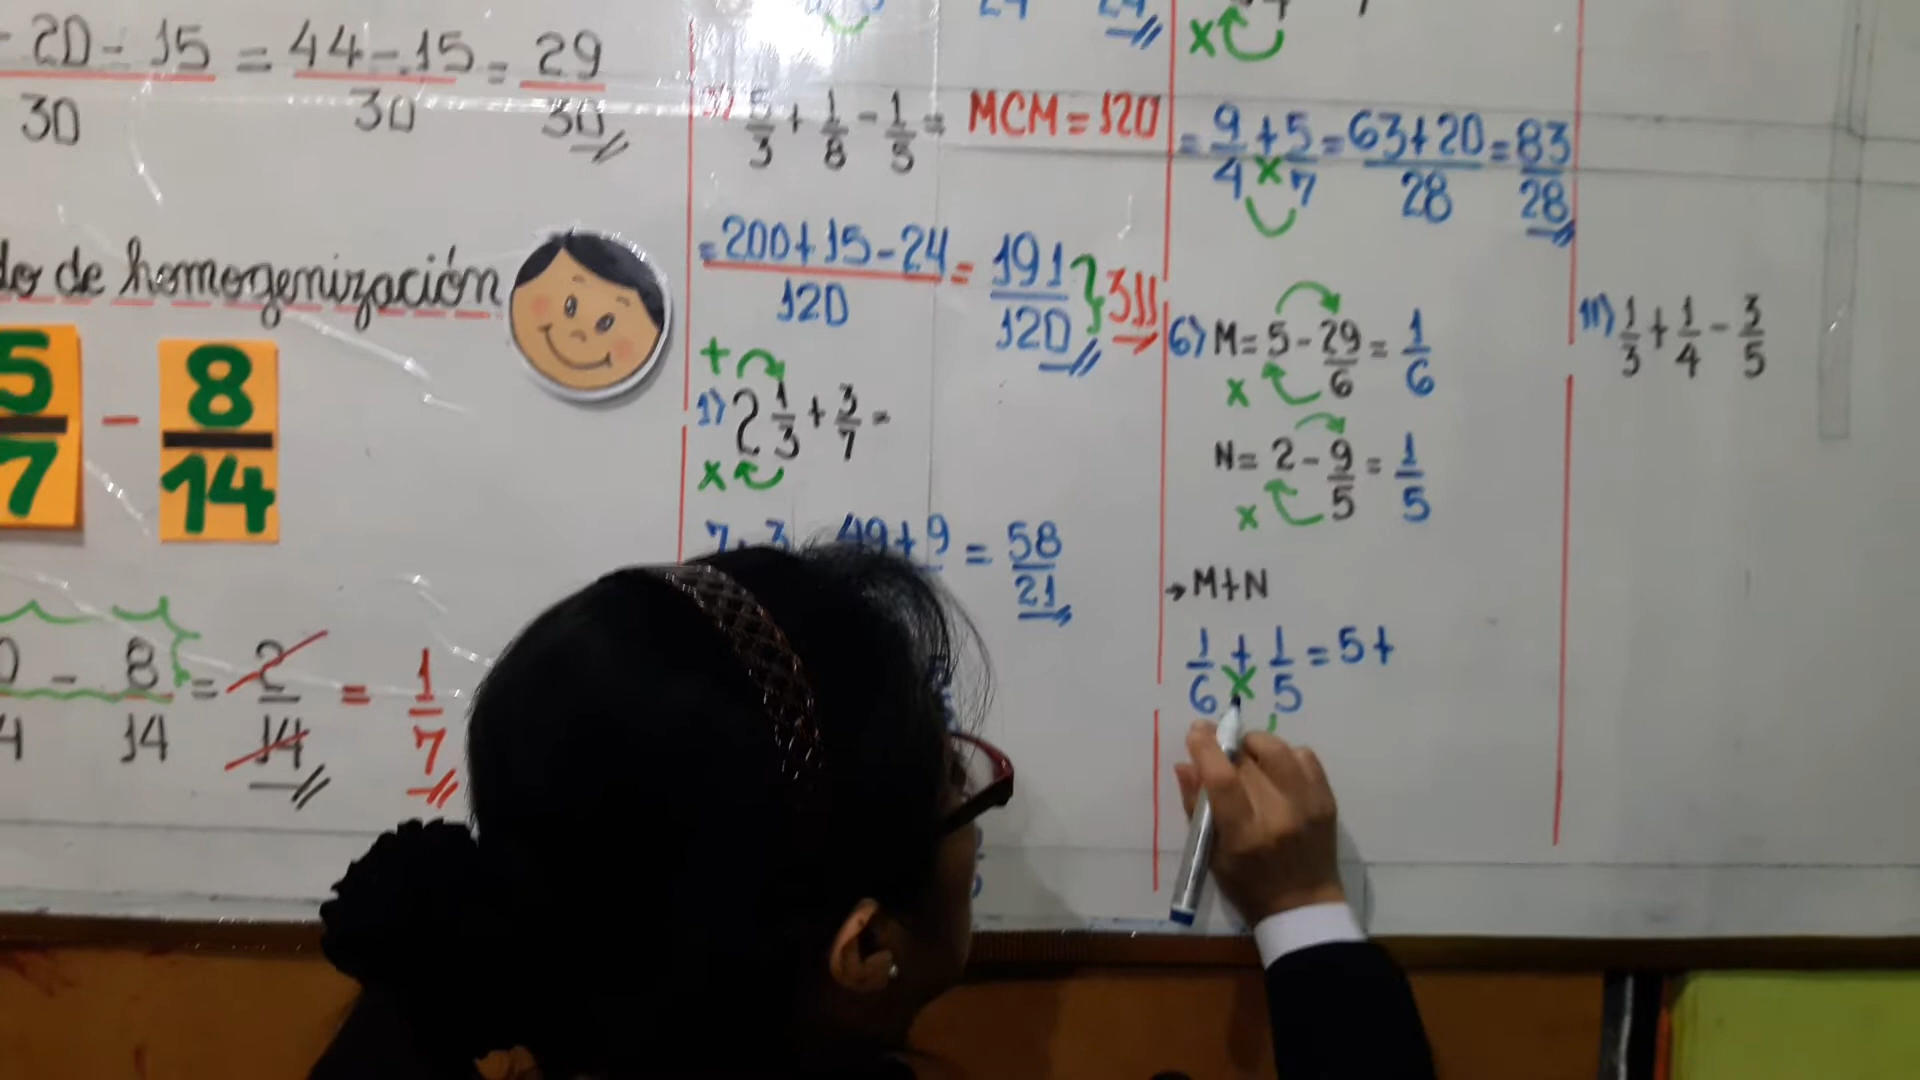 - 20 - 15 = 44 - 15 = 29
30 30 30
de homogenización
5/7 - 8/14
- 8/14 = 2/14 = 1/7
5/3 + 1/8 - 1/5 = MCM = 120
= 200+15-24/120 = 191/120 } 311
1) 2 1/3 + 3/7 =
+
x
7 + 3 49+9 = 58/21
x
= 9/4 + 5/7 = 63+20/28 = 83/28
x
6) M = 5 - 29/6 = 1/6
x
N = 2 - 9/5 = 1/5
x
→ M+N
1/6 + 1/5 = 5+
x
11) 1/3 + 1/4 - 3/5